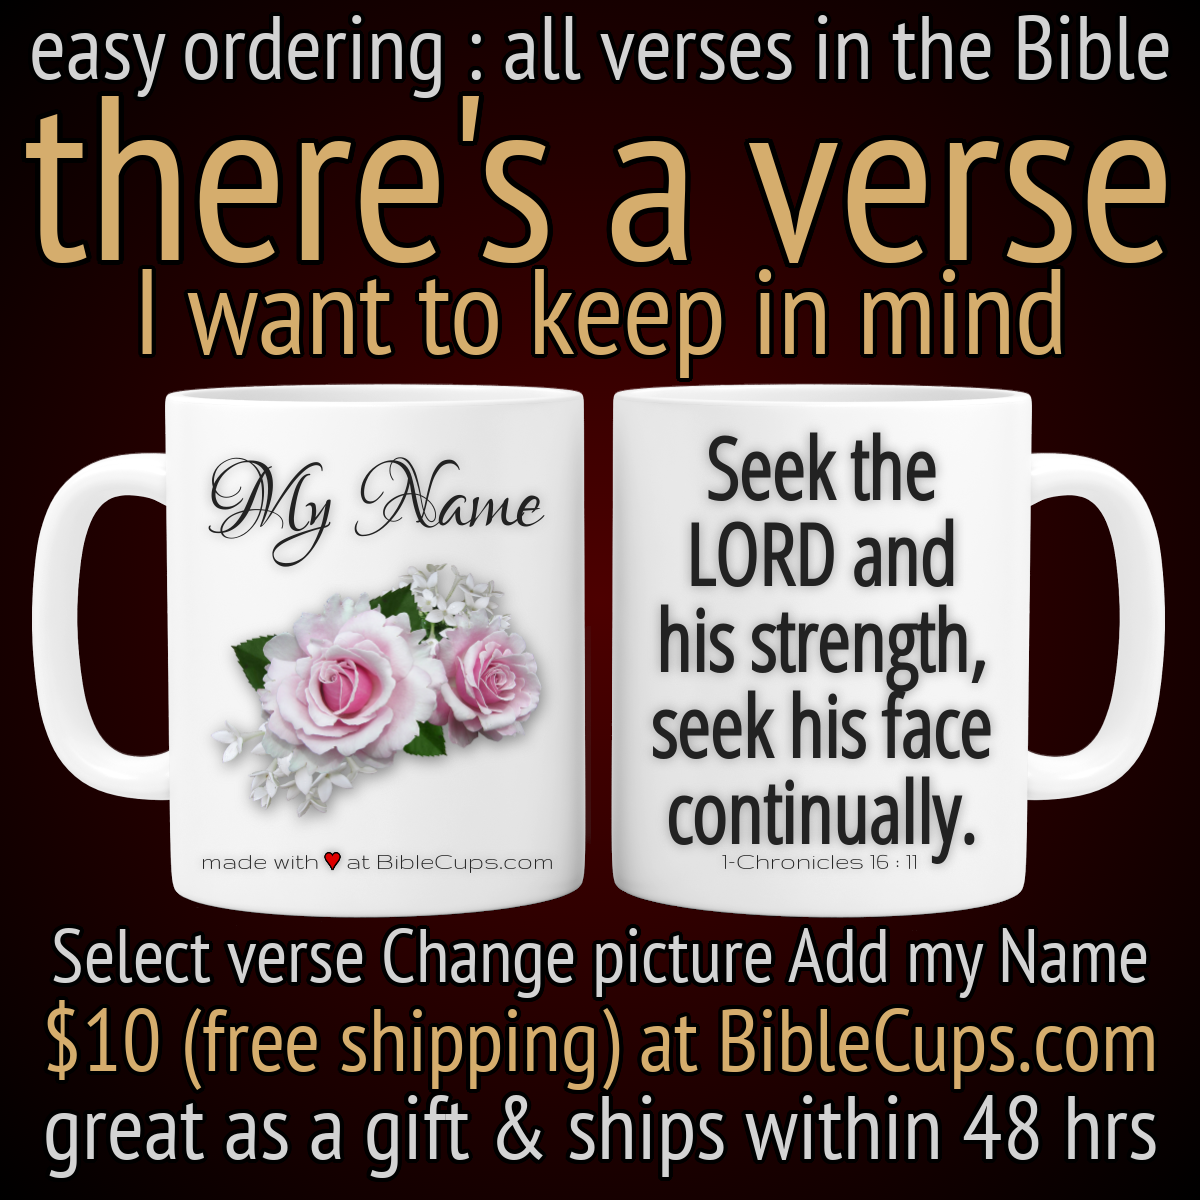 easy ordering : all verses in the Bible
there's a verse
I want to keep in mind
My Name
made with ♥ at BibleCups.com
Seek the
LORD and
his strength,
seek his face
continually.
1-Chronicles 16 : 11
Select verse Change picture Add my Name
$10 (free shipping) at BibleCups.com
great as a gift & ships within 48 hrs